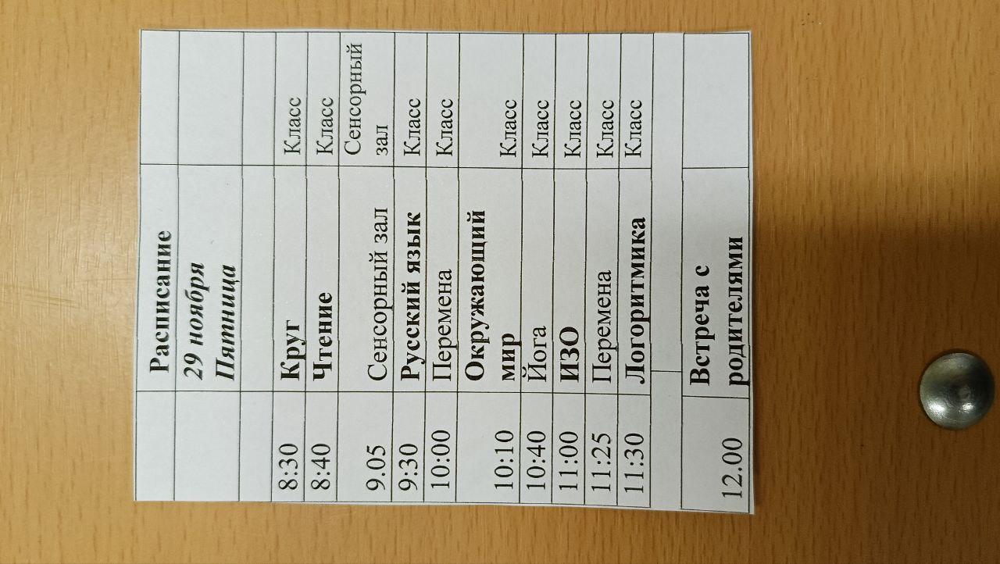 Расписание
29 ноября
Пятница
8:30 Круг Класс
8:40 Чтение Класс
Сенсорный
9.05 Сенсорный зал зал
9:30 Русский язык Класс
10:00 Перемена Класс
Окружающий
10:10 мир Класс
10:40 Йога Класс
11:00 ИЗО Класс
11:25 Перемена Класс
11:30 Логоритмика Класс
Встреча с
12.00 родителями